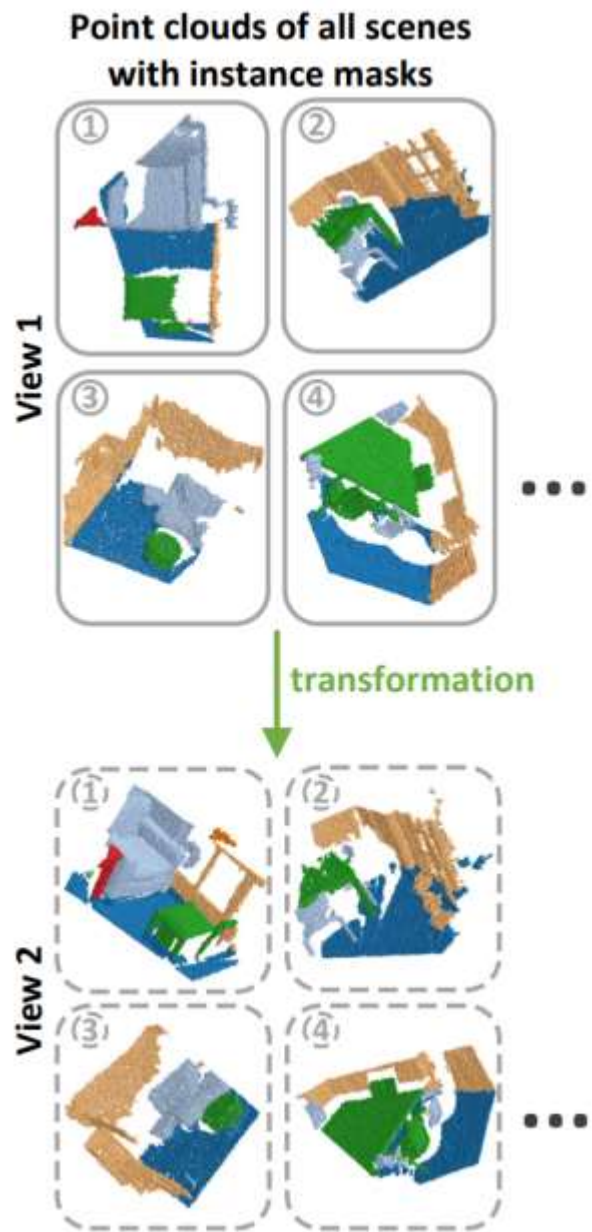 Point clouds of all scenes
with instance masks
① ②
View 1
③ ④
transformation
① ②
View 2
③ ④